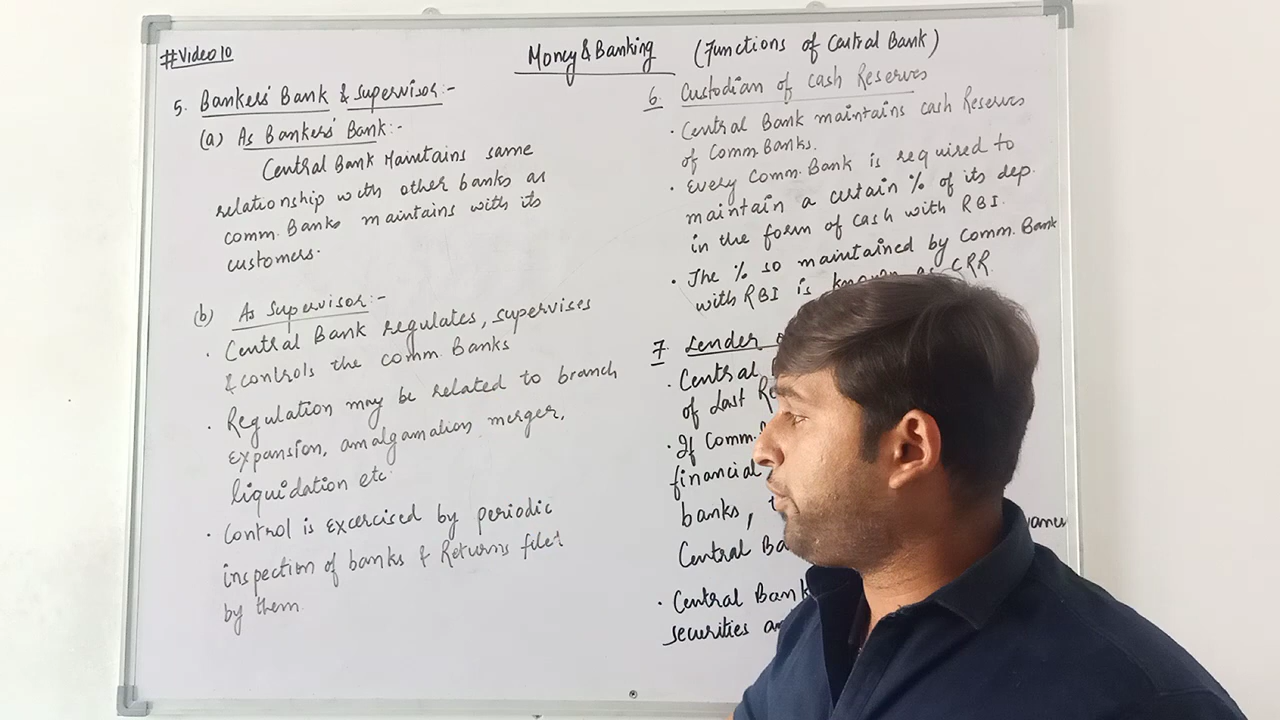 #Video 10
Money & Banking (Functions of Central Bank)
5. Bankers' Bank & Supervisor:-
(a) As Bankers' Bank:-
Central Bank Maintains same
relationship with other banks as
comm. Banks maintains with its
customers.
(b) As Supervisor:-
. Central Bank regulates, supervises
& controls the comm. Banks
. Regulation may be related to branch
expansion, amalgamation merger,
liquidation etc.
. Control is excercised by periodic
inspection of banks & Returns filed
by them.
6. Custodian of Cash Reserves
. Central Bank maintains cash Reserves
of Comm. Banks.
. Every Comm. Bank is required to
maintain a certain % of its dep.
in the form of cash with RBI.
. The % so maintained by Comm. Bank
with RBI is known as CRR.
7. Lender
. Central
of Last
. If Comm.
financial
banks,
Central
. Central Bank
securities